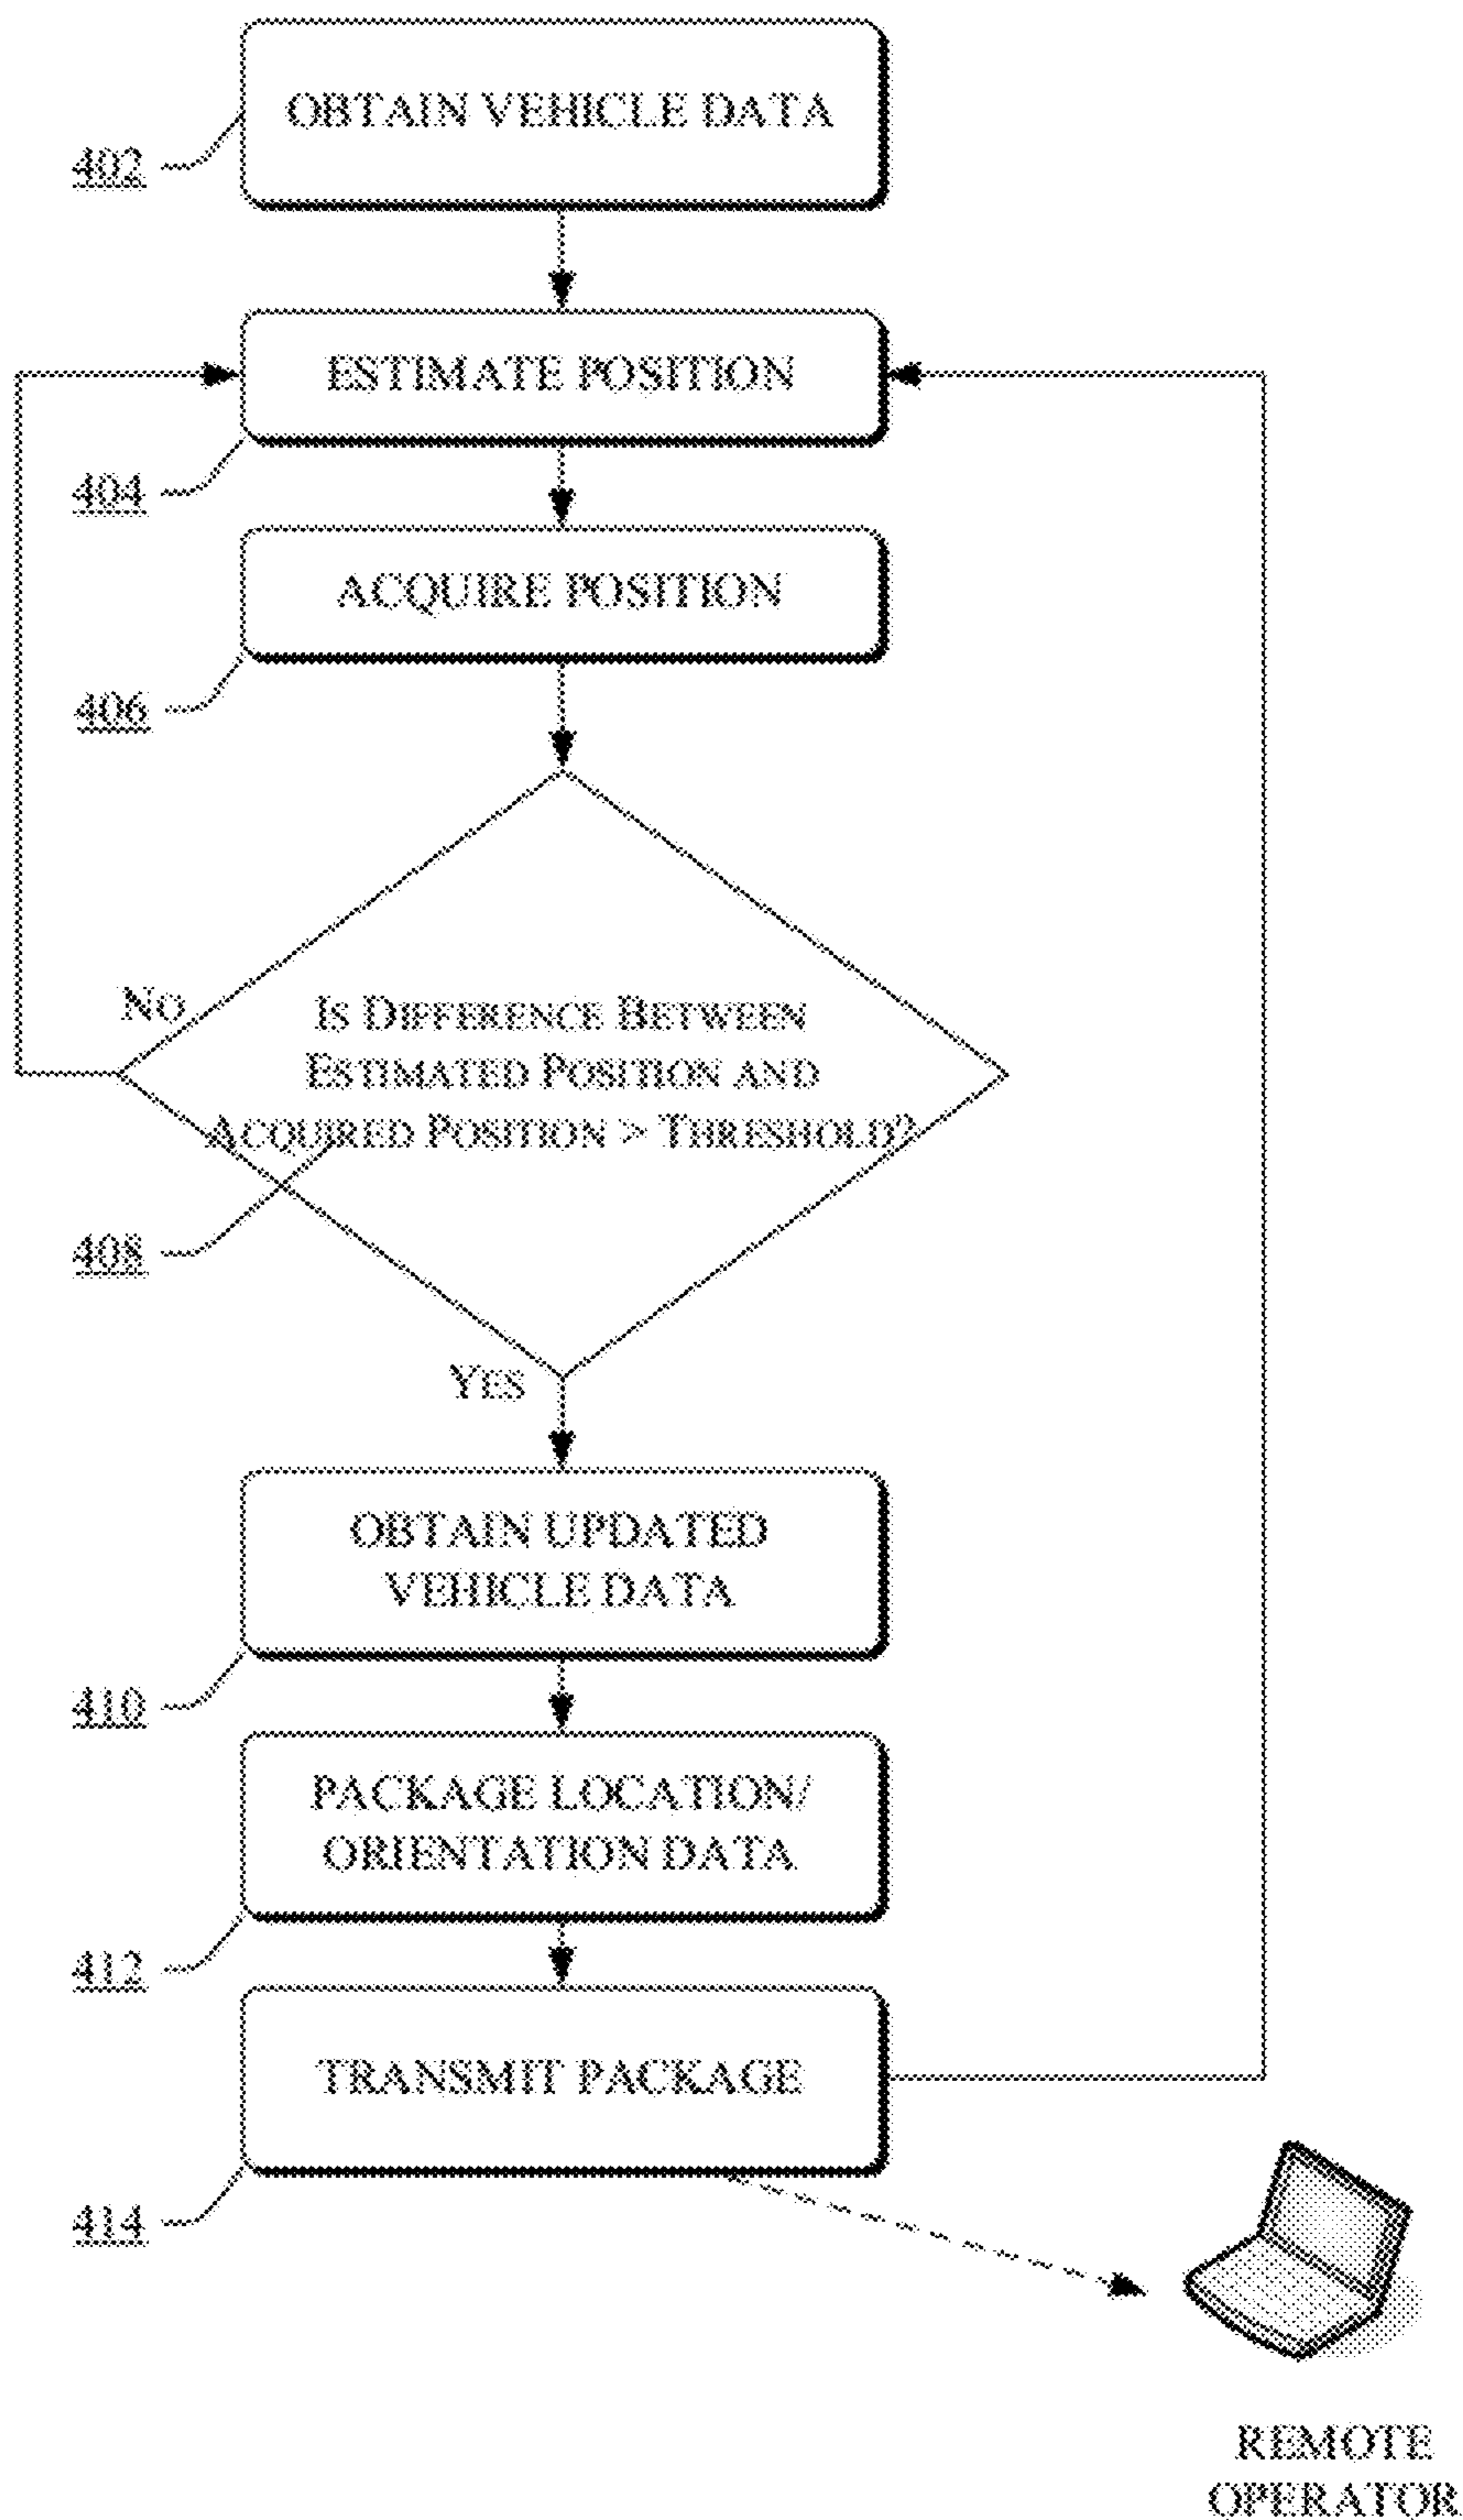 OBTAIN VEHICLE DATA
402
ESTIMATE POSITION
404
ACQUIRE POSITION
406
NO
IS DIFFERENCE BETWEEN
ESTIMATED POSITION AND
ACQUIRED POSITION > THRESHOLD?
408
YES
OBTAIN UPDATED
VEHICLE DATA
410
PACKAGE LOCATION/
ORIENTATION DATA
412
TRANSMIT PACKAGE
414
REMOTE
OPERATOR